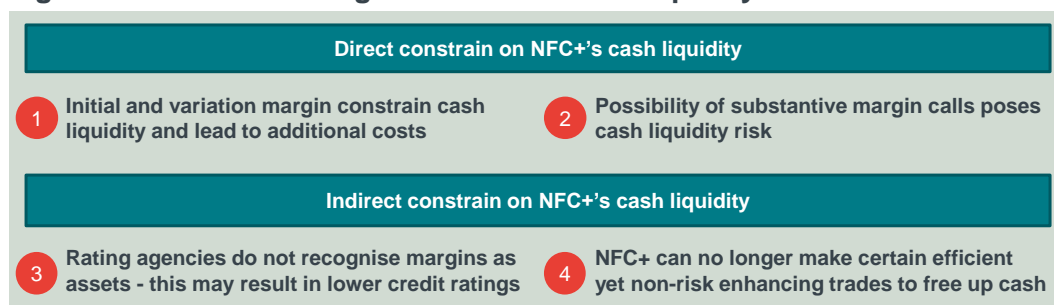 Direct constrain on NFC+'s cash liquidity
1 Initial and variation margin constrain cash
liquidity and lead to additional costs
2 Possibility of substantive margin calls poses
cash liquidity risk
Indirect constrain on NFC+'s cash liquidity
3 Rating agencies do not recognise margins as
assets - this may result in lower credit ratings
4 NFC+ can no longer make certain efficient
yet non-risk enhancing trades to free up cash